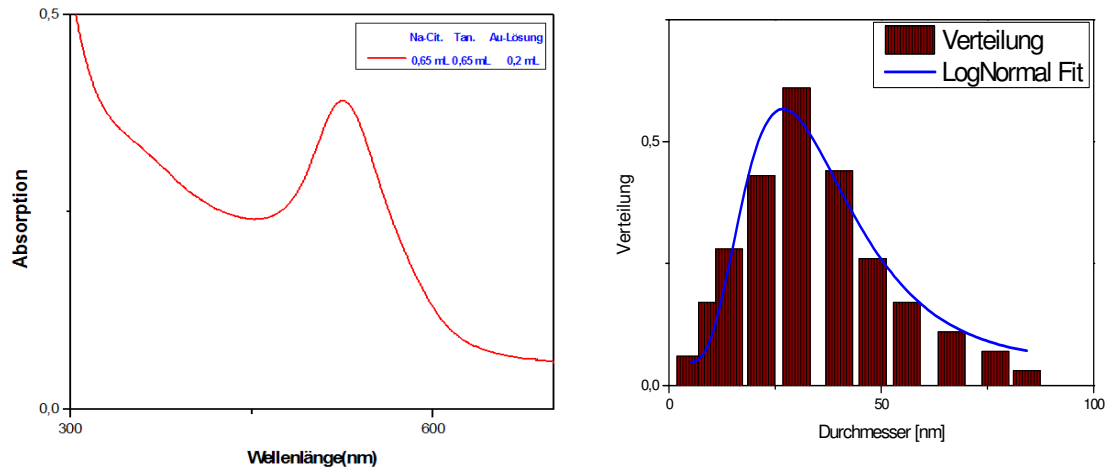 0,5
Na-Cit. Tan. Au-Lösung
0,65 mL 0,65 mL 0,2 mL
Absorption
0,0
300 600
Wellenlänge(nm)
Verteilung
LogNormal Fit
0,5
Verteilung
0,0
0 50 100
Durchmesser [nm]